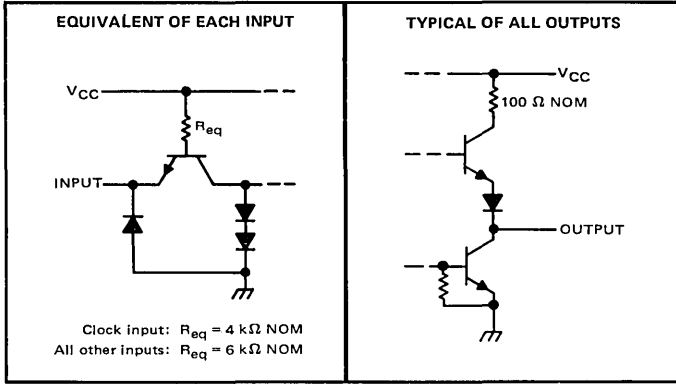 EQUIVALENT OF EACH INPUT
VCC
Req
INPUT
Clock input: Req = 4 kΩ NOM
All other inputs: Req = 6 kΩ NOM
TYPICAL OF ALL OUTPUTS
VCC
100 Ω NOM
OUTPUT